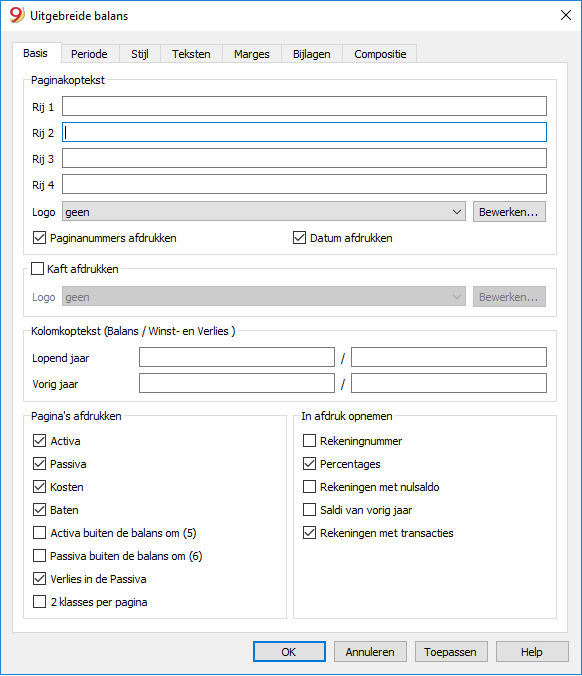 Uitgebreide balans
Basis Periode Stijl Teksten Marges Bijlagen Compositie
Paginakoptekst
Rij 1
Rij 2
Rij 3
Rij 4
Logo geen Bewerken...
Paginanummers afdrukken Datum afdrukken
Kaft afdrukken
Logo geen Bewerken...
Kolomkoptekst (Balans / Winst- en Verlies )
Lopend jaar /
Vorig jaar /
Pagina's afdrukken
Activa
Passiva
Kosten
Baten
Activa buiten de balans om (5)
Passiva buiten de balans om (6)
Verlies in de Passiva
2 klasses per pagina
In afdruk opnemen
Rekeningnummer
Percentages
Rekeningen met nulsaldo
Saldi van vorig jaar
Rekeningen met transacties
OK Annuleren Toepassen Help